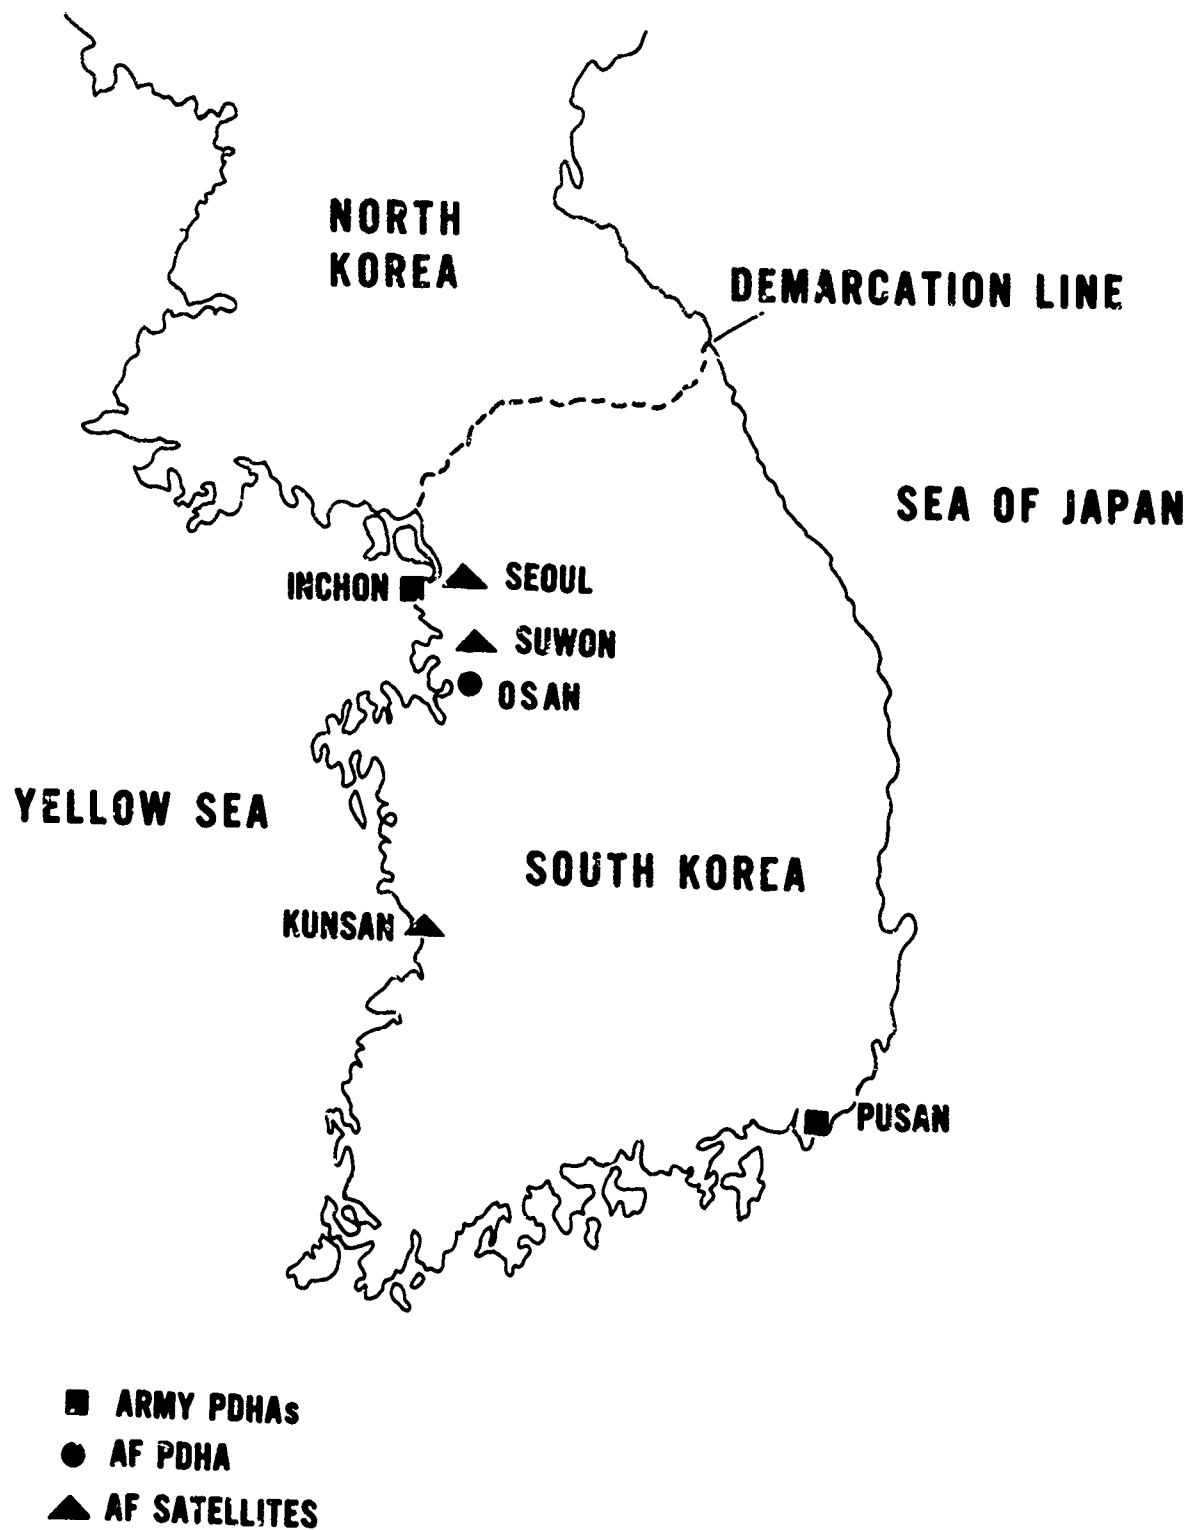 NORTH
KOREA
DEMARCATION LINE
SEA OF JAPAN
INCHON
SEOUL
SUWON
OSAN
YELLOW SEA
SOUTH KOREA
KUNSAN
PUSAN
ARMY PDHAs
AF PDHA
AF SATELLITES